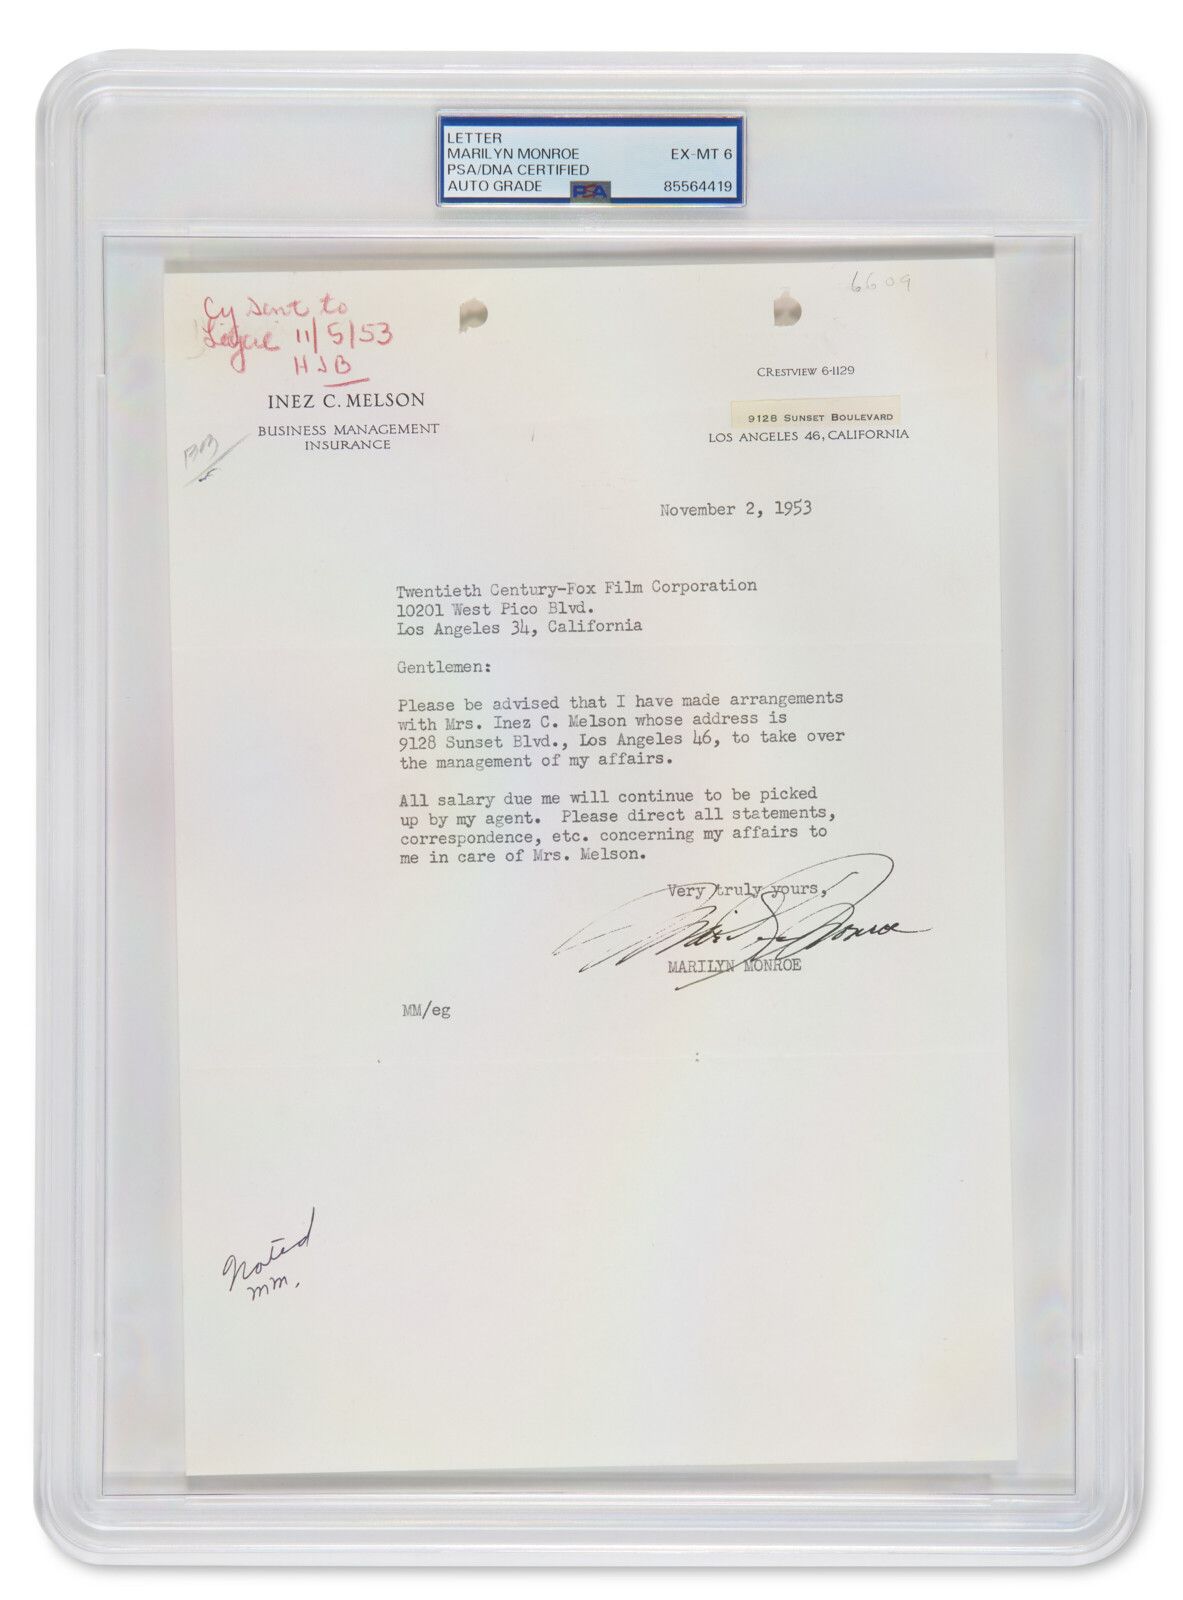 LETTER
MARILYN MONROE EX-MT 6
PSA/DNA CERTIFIED
AUTO GRADE PSA 85564419
6609
Cy sent to
11/5/53
HJB
INEZ C. MELSON
BUSINESS MANAGEMENT
INSURANCE
CRESTVIEW 6-1129
9128 SUNSET BOULEVARD
LOS ANGELES 46, CALIFORNIA
November 2, 1953
Twentieth Century-Fox Film Corporation
10201 West Pico Blvd.
Los Angeles 34, California
Gentlemen:
Please be advised that I have made arrangements
with Mrs. Inez C. Melson whose address is
9128 Sunset Blvd., Los Angeles 46, to take over
the management of my affairs.
All salary due me will continue to be picked
up by my agent. Please direct all statements,
correspondence, etc. concerning my affairs to
me in care of Mrs. Melson.
Very truly yours,
Marilyn Monroe
MARILYN MONROE
MM/eg
Noted
mm.